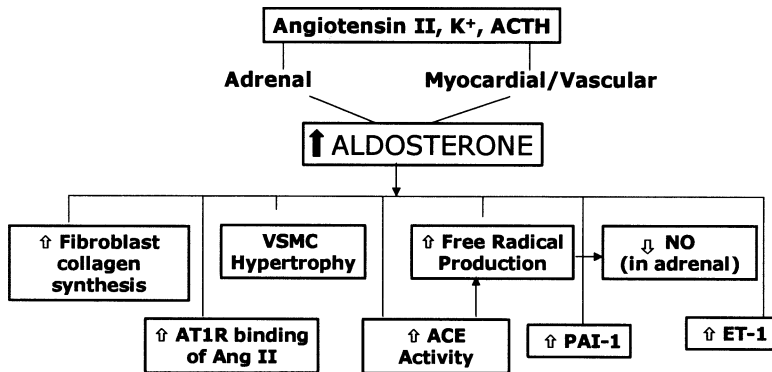 Angiotensin II, K⁺, ACTH
Adrenal
Myocardial/Vascular
⬆ ALDOSTERONE
⇧ Fibroblast
collagen
synthesis
VSMC
Hypertrophy
⇧ Free Radical
Production
⇩ NO
(in adrenal)
⇧ AT1R binding
of Ang II
⇧ ACE
Activity
⇧ PAI-1
⇧ ET-1